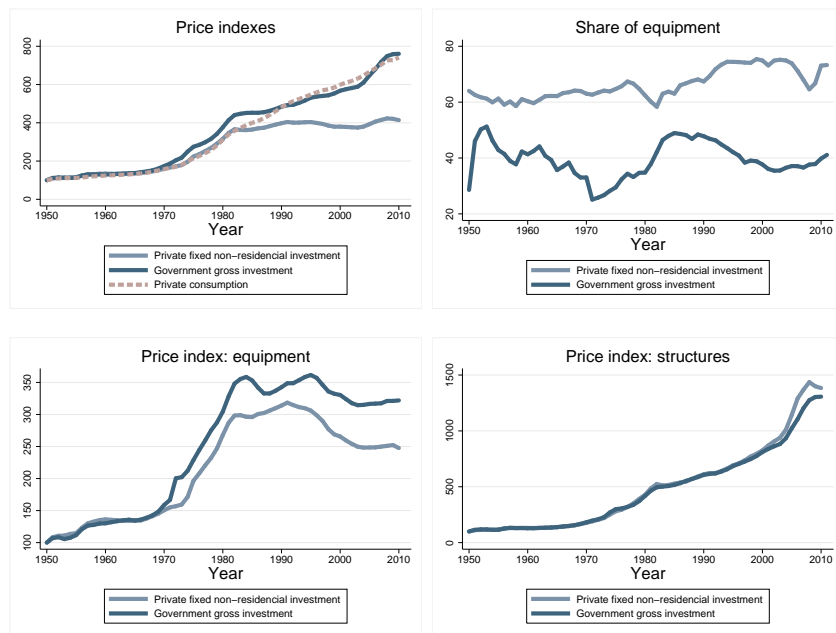 Price indexes
800
600
400
200
0
1950 1960 1970 1980 1990 2000 2010
Year
Private fixed non−residencial investment
Government gross investment
Private consumption
Share of equipment
80
60
40
20
1950 1960 1970 1980 1990 2000 2010
Year
Private fixed non−residencial investment
Government gross investment
Price index: equipment
350
300
250
200
150
100
1950 1960 1970 1980 1990 2000 2010
Year
Private fixed non−residencial investment
Government gross investment
Price index: structures
1500
1000
500
0
1950 1960 1970 1980 1990 2000 2010
Year
Private fixed non−residencial investment
Government gross investment